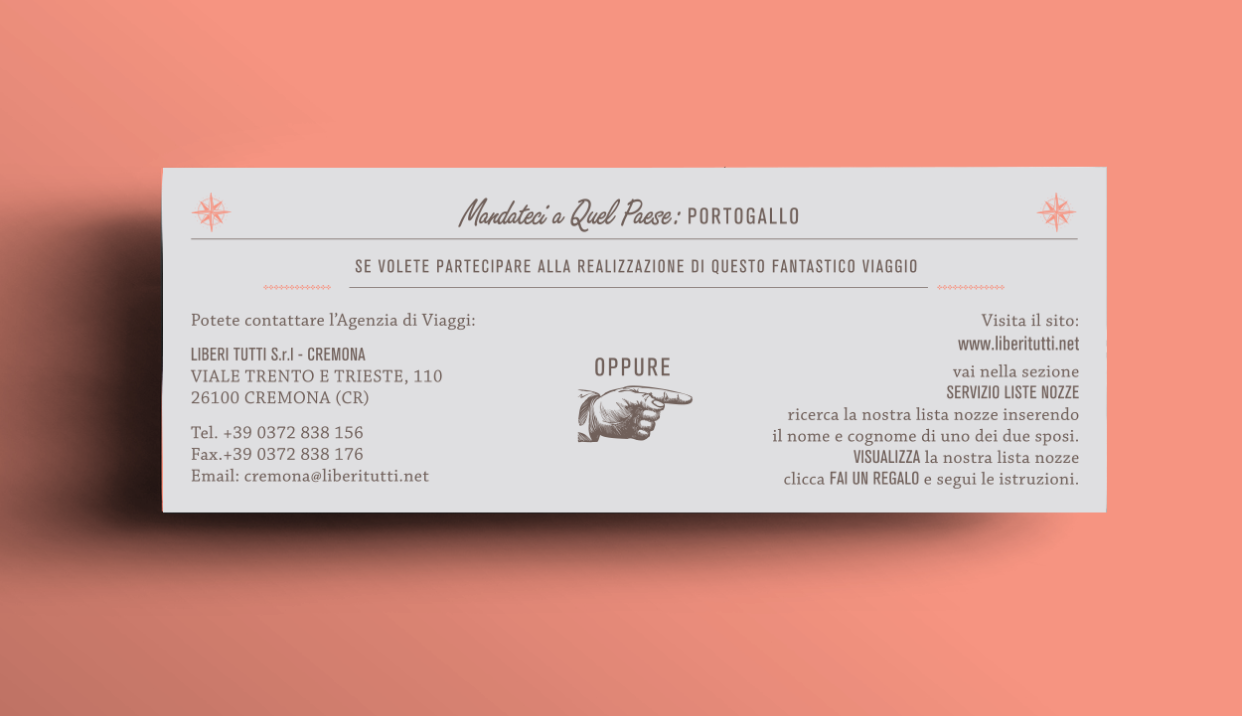 Mandateci a Quel Paese: PORTOGALLO
SE VOLETE PARTECIPARE ALLA REALIZZAZIONE DI QUESTO FANTASTICO VIAGGIO
Potete contattare l'Agenzia di Viaggi:
LIBERI TUTTI S.r.l - CREMONA
VIALE TRENTO E TRIESTE, 110
26100 CREMONA (CR)
Tel. +39 0372 838 156
Fax.+39 0372 838 176
Email: cremona@liberitutti.net
OPPURE
Visita il sito:
www.liberitutti.net
vai nella sezione
SERVIZIO LISTE NOZZE
ricerca la nostra lista nozze inserendo
il nome e cognome di uno dei due sposi.
VISUALIZZA la nostra lista nozze
clicca FAI UN REGALO e segui le istruzioni.